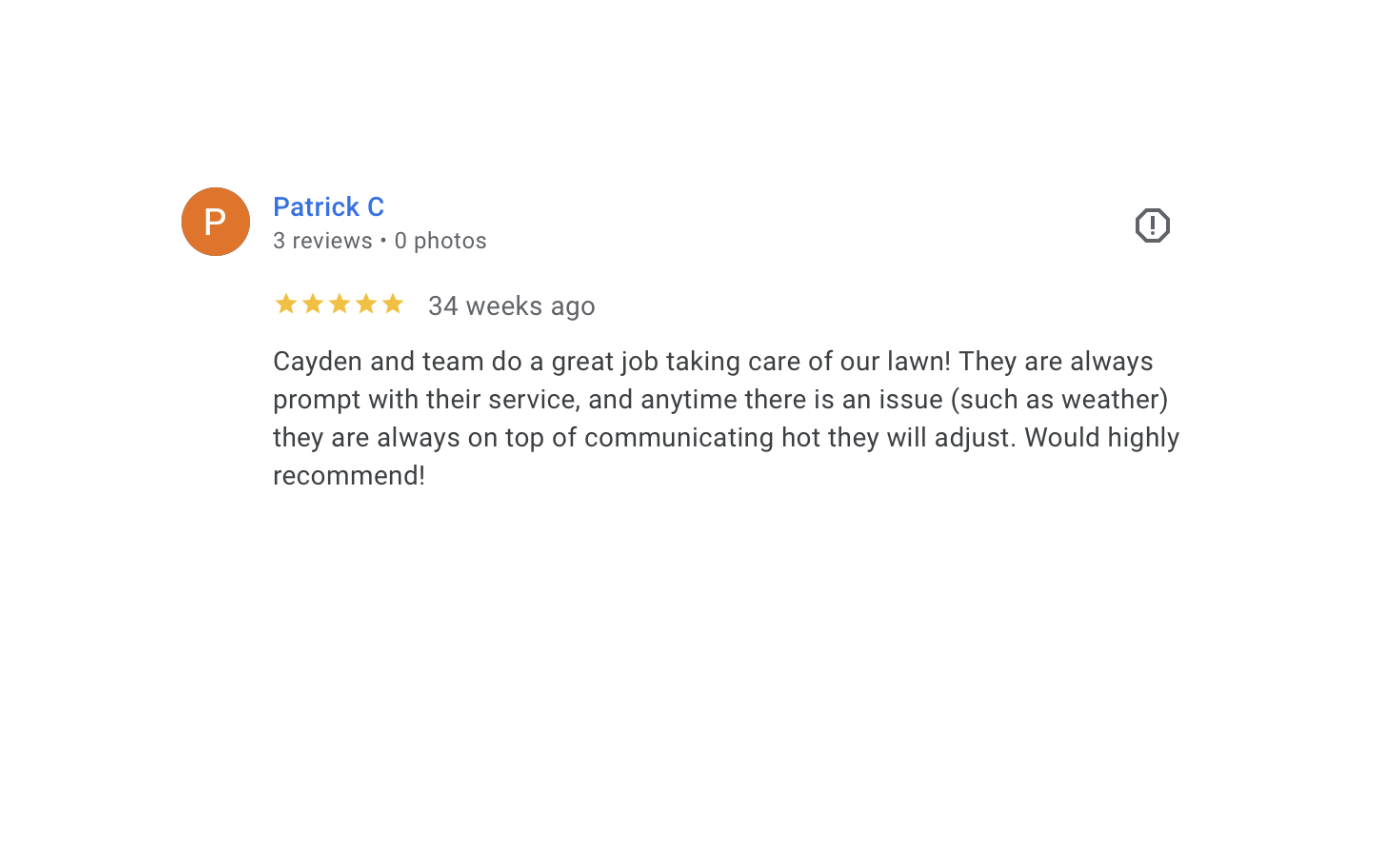 P
Patrick C
3 reviews • 0 photos
34 weeks ago
Cayden and team do a great job taking care of our lawn! They are always
prompt with their service, and anytime there is an issue (such as weather)
they are always on top of communicating hot they will adjust. Would highly
recommend!